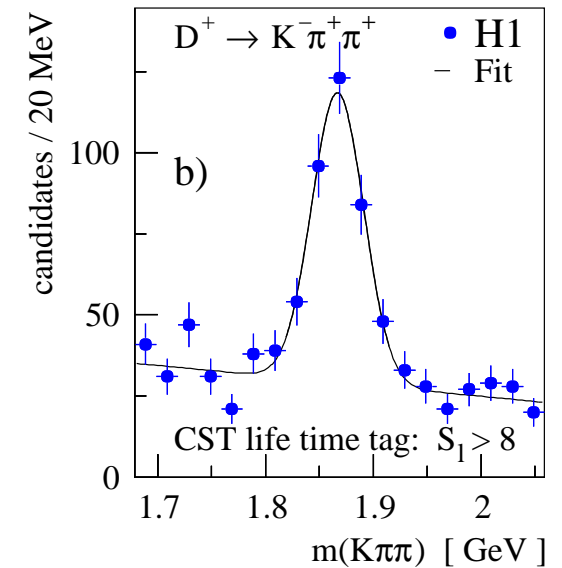 D⁺ → K⁻π⁺π⁺
H1
Fit
b)
candidates / 20 MeV
100
50
0
CST life time tag: Sₗ > 8
1.7 1.8 1.9 2
m(Kππ) [ GeV ]